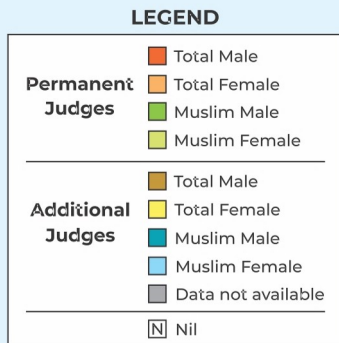 LEGEND
Permanent
Judges
Total Male
Total Female
Muslim Male
Muslim Female
Additional
Judges
Total Male
Total Female
Muslim Male
Muslim Female
Data not available
N Nil